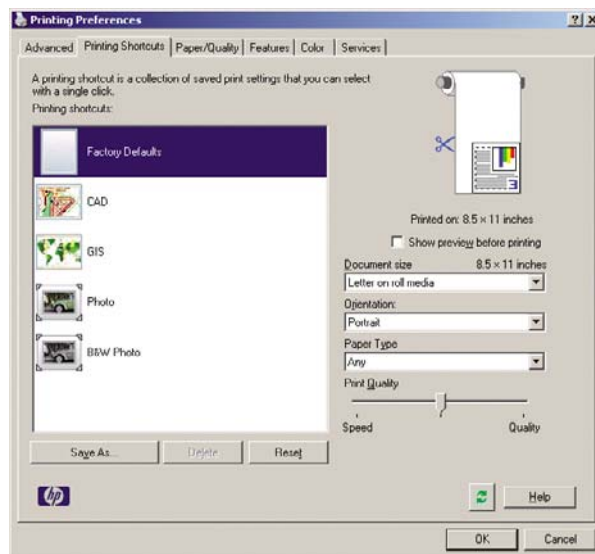 Printing Preferences
Advanced Printing Shortcuts Paper/Quality Features Color Services
A printing shortcut is a collection of saved print settings that you can select
with a single click.
Printing shortcuts:
Factory Defaults
CAD
GIS
Photo
B&W Photo
Save As... Delete Reset
3
Printed on: 8.5 × 11 inches
Show preview before printing
Document size 8.5 × 11 inches
Letter on roll media
Orientation:
Portrait
Paper Type
Any
Print Quality
Speed Quality
hp
Help
OK Cancel